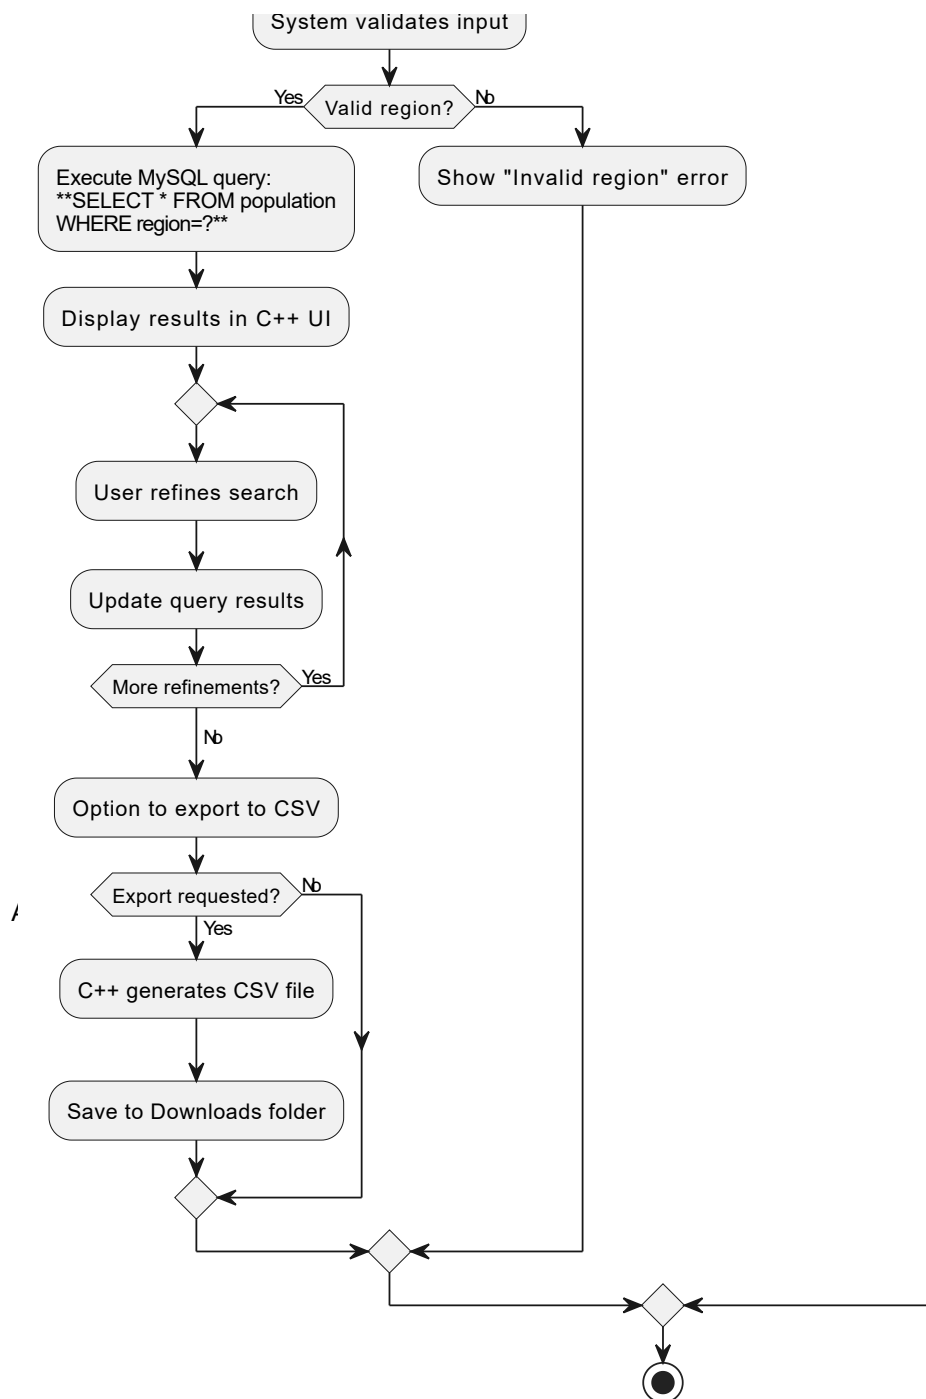 System validates input
Yes
Valid region?
No
Execute MySQL query:
**SELECT * FROM population
WHERE region=?**
Show "Invalid region" error
Display results in C++ UI
User refines search
Update query results
More refinements?
Yes
No
Option to export to CSV
Export requested?
No
Yes
C++ generates CSV file
Save to Downloads folder